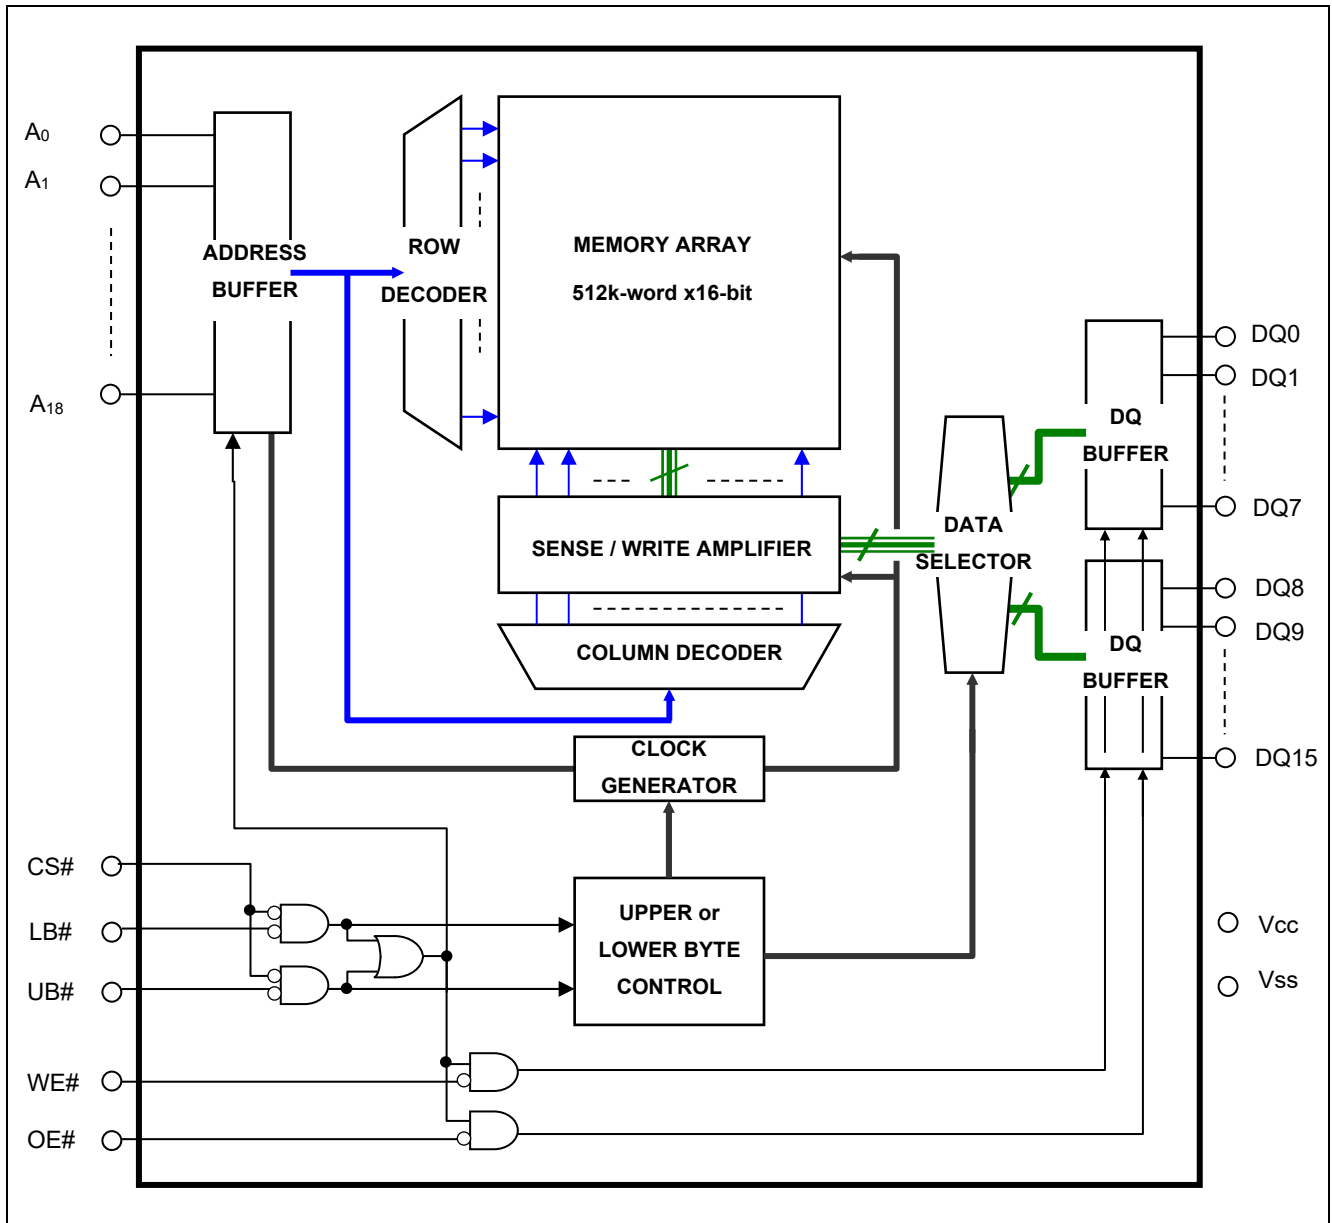 A0
A1
A18
ADDRESS
BUFFER
ROW
DECODER
MEMORY ARRAY
512k-word x16-bit
SENSE / WRITE AMPLIFIER
COLUMN DECODER
CLOCK
GENERATOR
DATA
SELECTOR
DQ
BUFFER
DQ
BUFFER
DQ0
DQ1
DQ7
DQ8
DQ9
DQ15
CS#
LB#
UB#
WE#
OE#
UPPER or
LOWER BYTE
CONTROL
Vcc
Vss